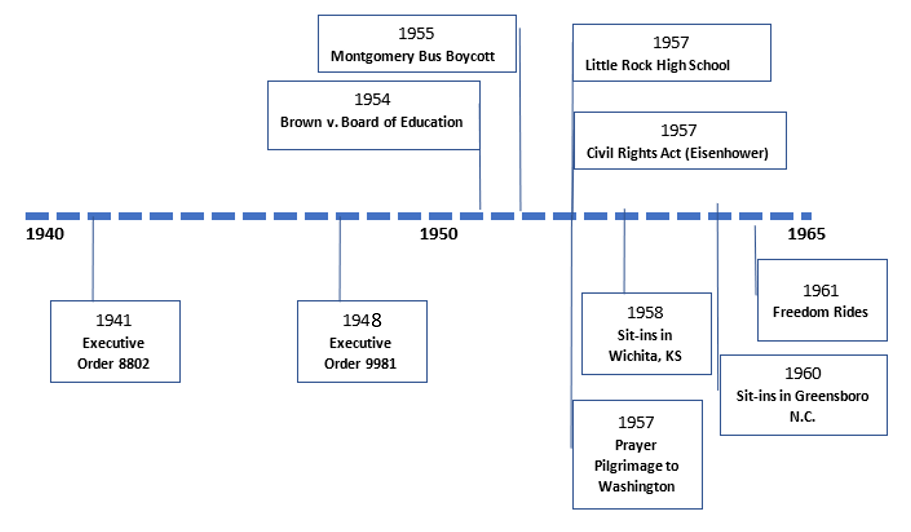 1955
Montgomery Bus Boycott
1957
Little Rock High School
1954
Brown v. Board of Education
1957
Civil Rights Act (Eisenhower)
1940
1950
1965
1941
Executive
Order 8802
1948
Executive
Order 9981
1958
Sit-ins in
Wichita, KS
1961
Freedom Rides
1960
Sit-ins in Greensboro
N.C.
1957
Prayer
Pilgrimage to
Washington